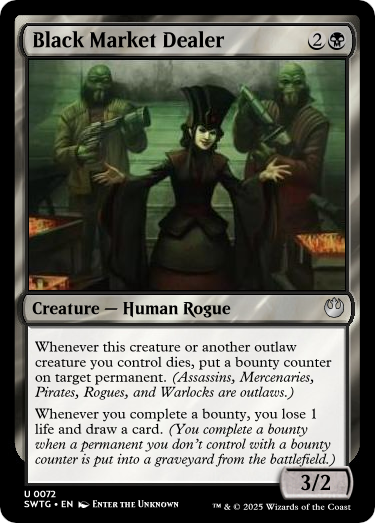 Black Market Dealer 2
Creature — Human Rogue
Whenever this creature or another outlaw
creature you control dies, put a bounty counter
on target permanent. (Assassins, Mercenaries,
Pirates, Rogues, and Warlocks are outlaws.)
Whenever you complete a bounty, you lose 1
life and draw a card. (You complete a bounty
when a permanent you don't control with a bounty
counter is put into a graveyard from the battlefield.)
3/2
U 0072
SWTG • EN Enter the Unknown
™ & © 2025 Wizards of the Coast